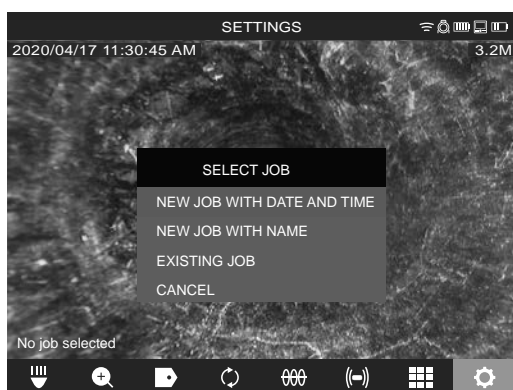 SETTINGS
2020/04/17 11:30:45 AM
3.2M
SELECT JOB
NEW JOB WITH DATE AND TIME
NEW JOB WITH NAME
EXISTING JOB
CANCEL
No job selected